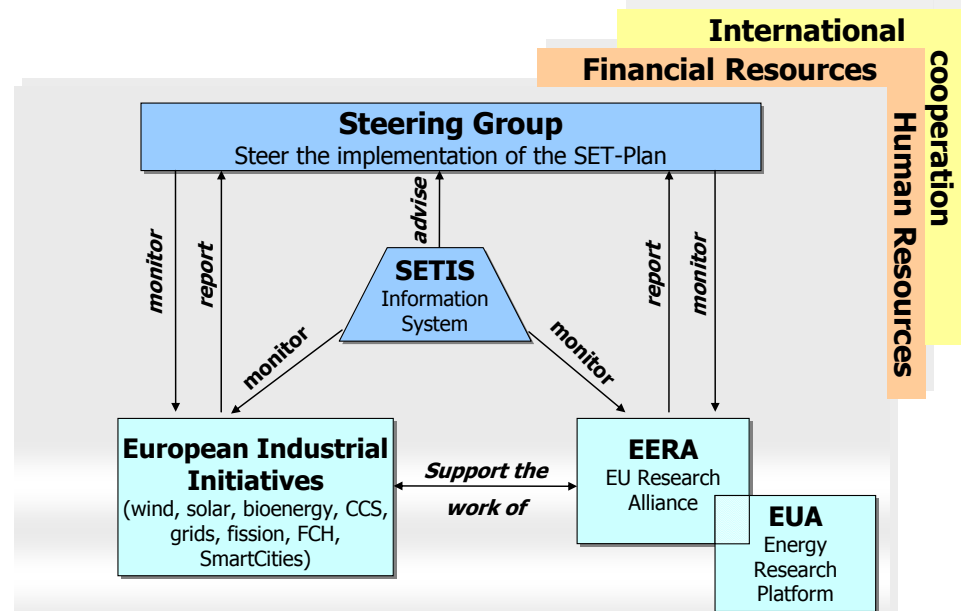 International
cooperation
Financial Resources
Human Resources
Steering Group
Steer the implementation of the SET-Plan
monitor
report
advise
report
monitor
SETIS
Information
System
monitor
monitor
European Industrial
Initiatives
(wind, solar, bioenergy, CCS,
grids, fission, FCH,
SmartCities)
Support the
work of
EERA
EU Research
Alliance
EUA
Energy
Research
Platform